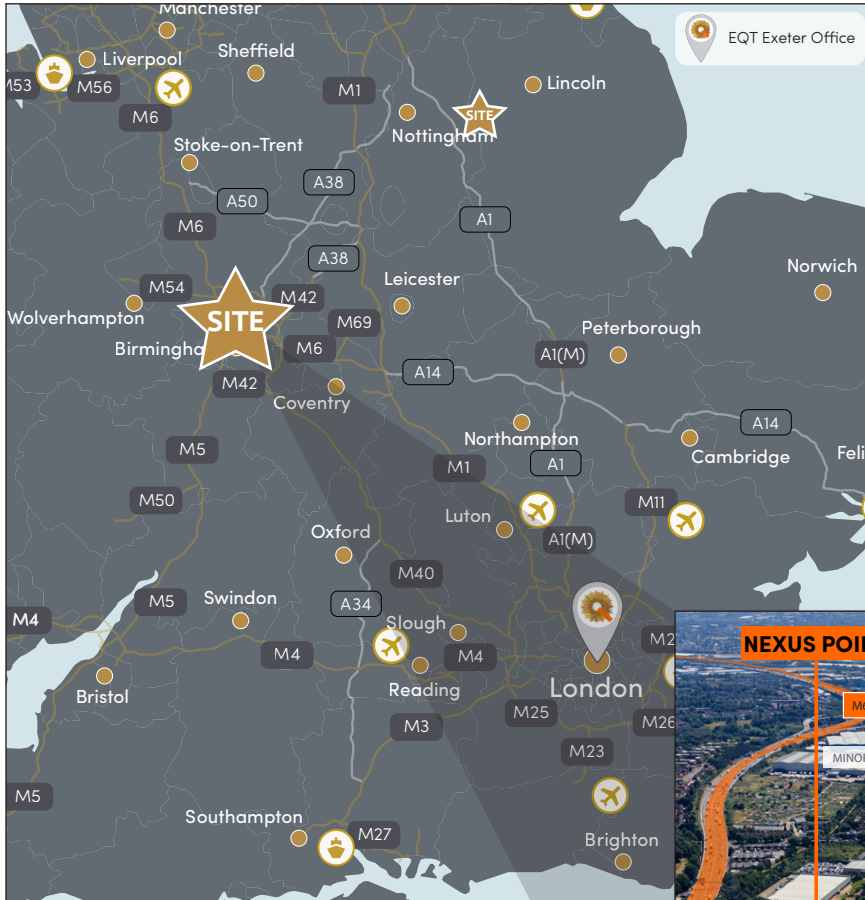 Manchester
EQT Exeter Office
Sheffield
Liverpool
Lincoln
M53
M56
M1
M6
SITE
Nottingham
Stoke-on-Trent
A38
A50
A1
M6
A38
Norwich
Leicester
M54
M42
Wolverhampton
SITE
M69
Peterborough
M6
A1(M)
Birmingha
M42
A14
Coventry
Northampton
A14
M5
Cambridge
Feli
A1
M1
M50
M11
Luton
Oxford
A1(M)
M40
M5
A34
Swindon
M4
Slough
M2
NEXUS POI
M4
M4
Reading
London
Bristol
M25
M26
M3
M23
MINOR
M5
Southampton
M27
Brighton